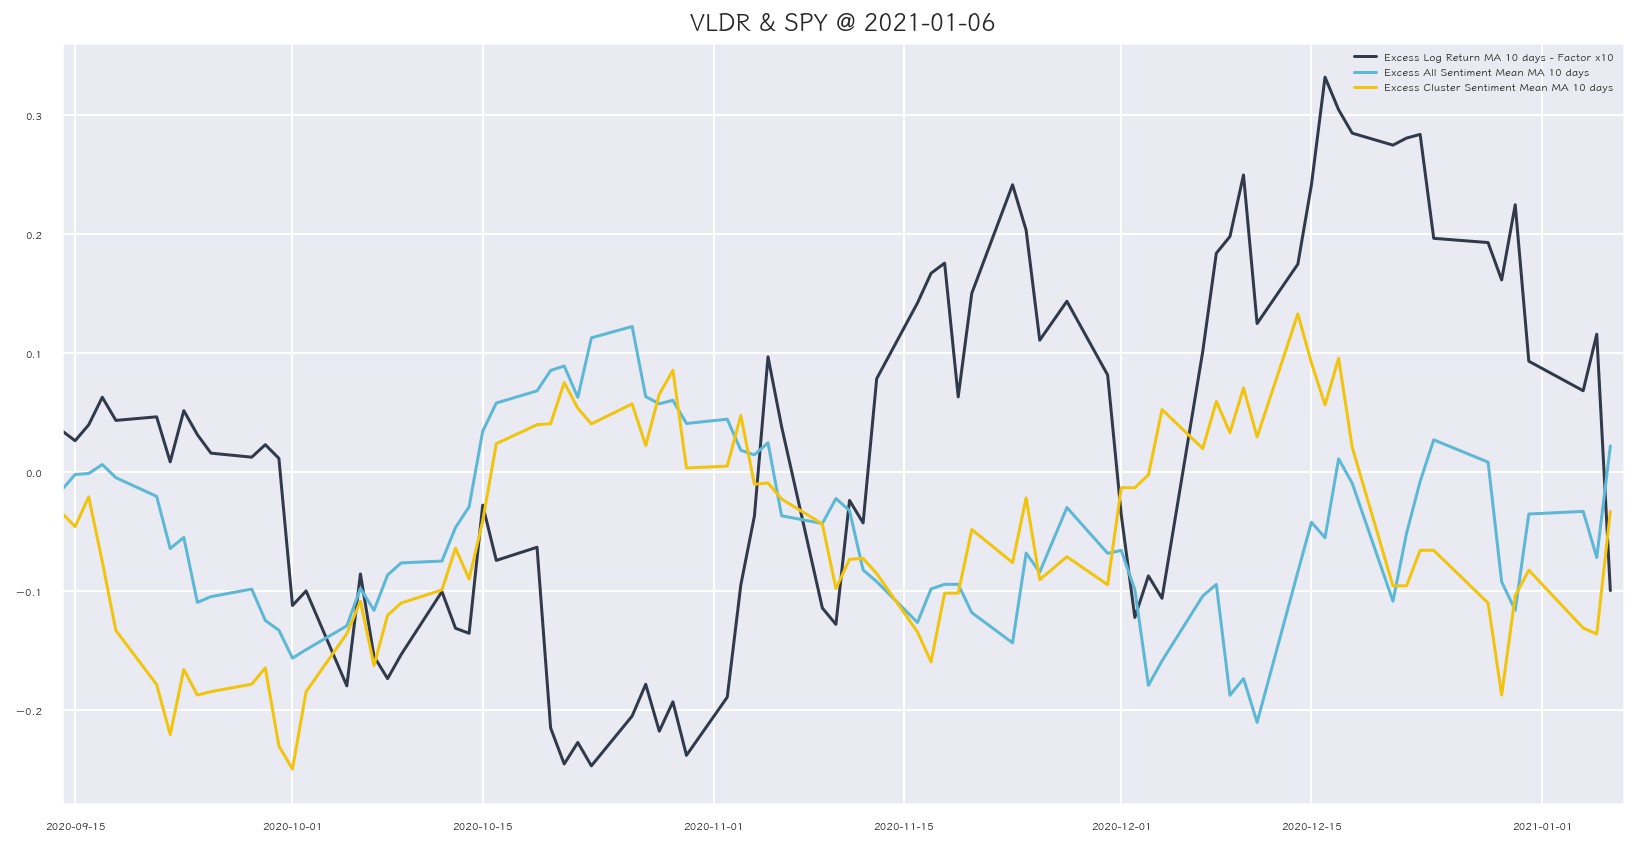 VLDR & SPY @ 2021-01-06
Excess Log Return MA 10 days - Factor x10
Excess All Sentiment Mean MA 10 days
Excess Cluster Sentiment Mean MA 10 days
0.3
0.2
0.1
0.0
−0.1
−0.2
2020-09-15 2020-10-01 2020-10-15 2020-11-01 2020-11-15 2020-12-01 2020-12-15 2021-01-01